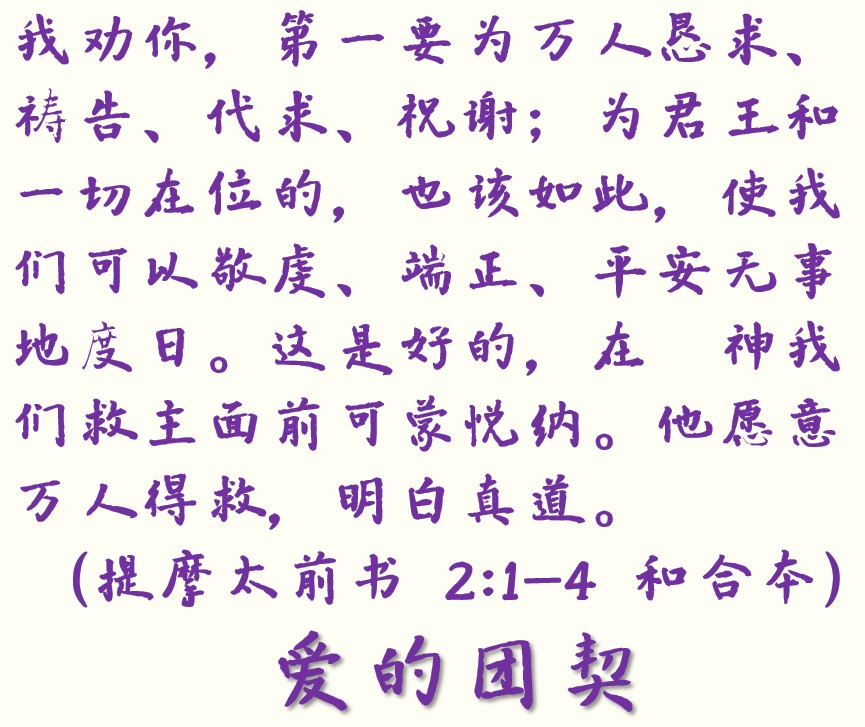 我劝你，第一要为万人恳求、
祷告、代求、祝谢；为君王和
一切在位的，也该如此，使我
们可以敬虔、端正、平安无事
地度日。这是好的，在　神我
们救主面前可蒙悦纳。他愿意
万人得救，明白真道。
（提摩太前书 2:1—4 和合本）
爱的团契